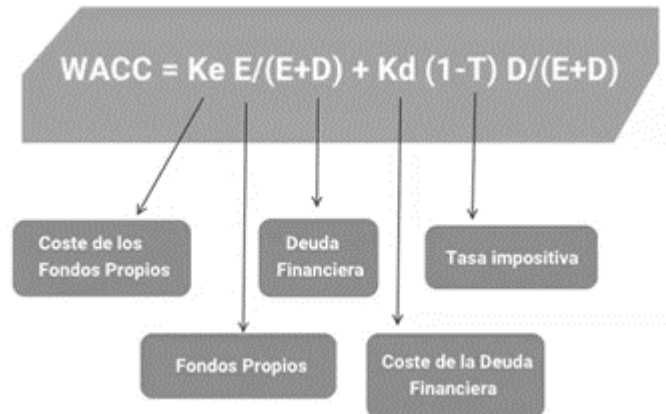 WACC = Ke E/(E+D) + Kd (1-T) D/(E+D)
Coste de los
Fondos Propios
Deuda
Financiera
Tasa impositiva
Fondos Propios
Coste de la Deuda
Financiera